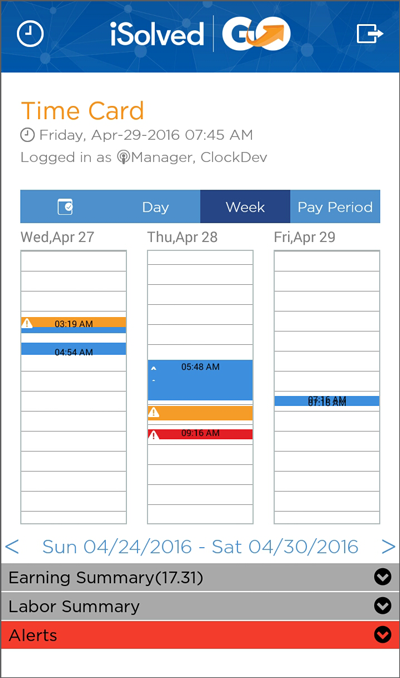 iSolved GO
Time Card
Friday, Apr-29-2016 07:45 AM
Logged in as Manager, ClockDev
Day Week Pay Period
Wed,Apr 27 Thu,Apr 28 Fri,Apr 29
03:19 AM
04:54 AM
05:48 AM
09:16 AM
07:16 AM
< Sun 04/24/2016 - Sat 04/30/2016 >
Earning Summary(17.31)
Labor Summary
Alerts